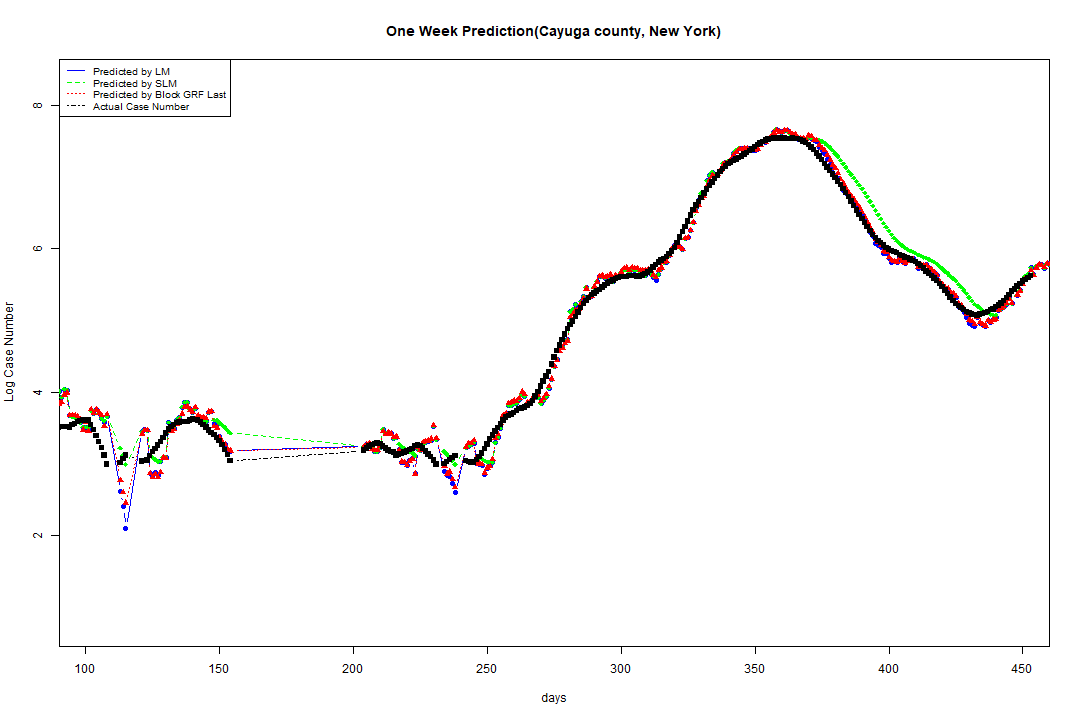 One Week Prediction(Cayuga county, New York)
Predicted by LM
Predicted by SLM
Predicted by Block GRF Last
Actual Case Number
8
6
4
2
Log Case Number
100 150 200 250 300 350 400 450
days